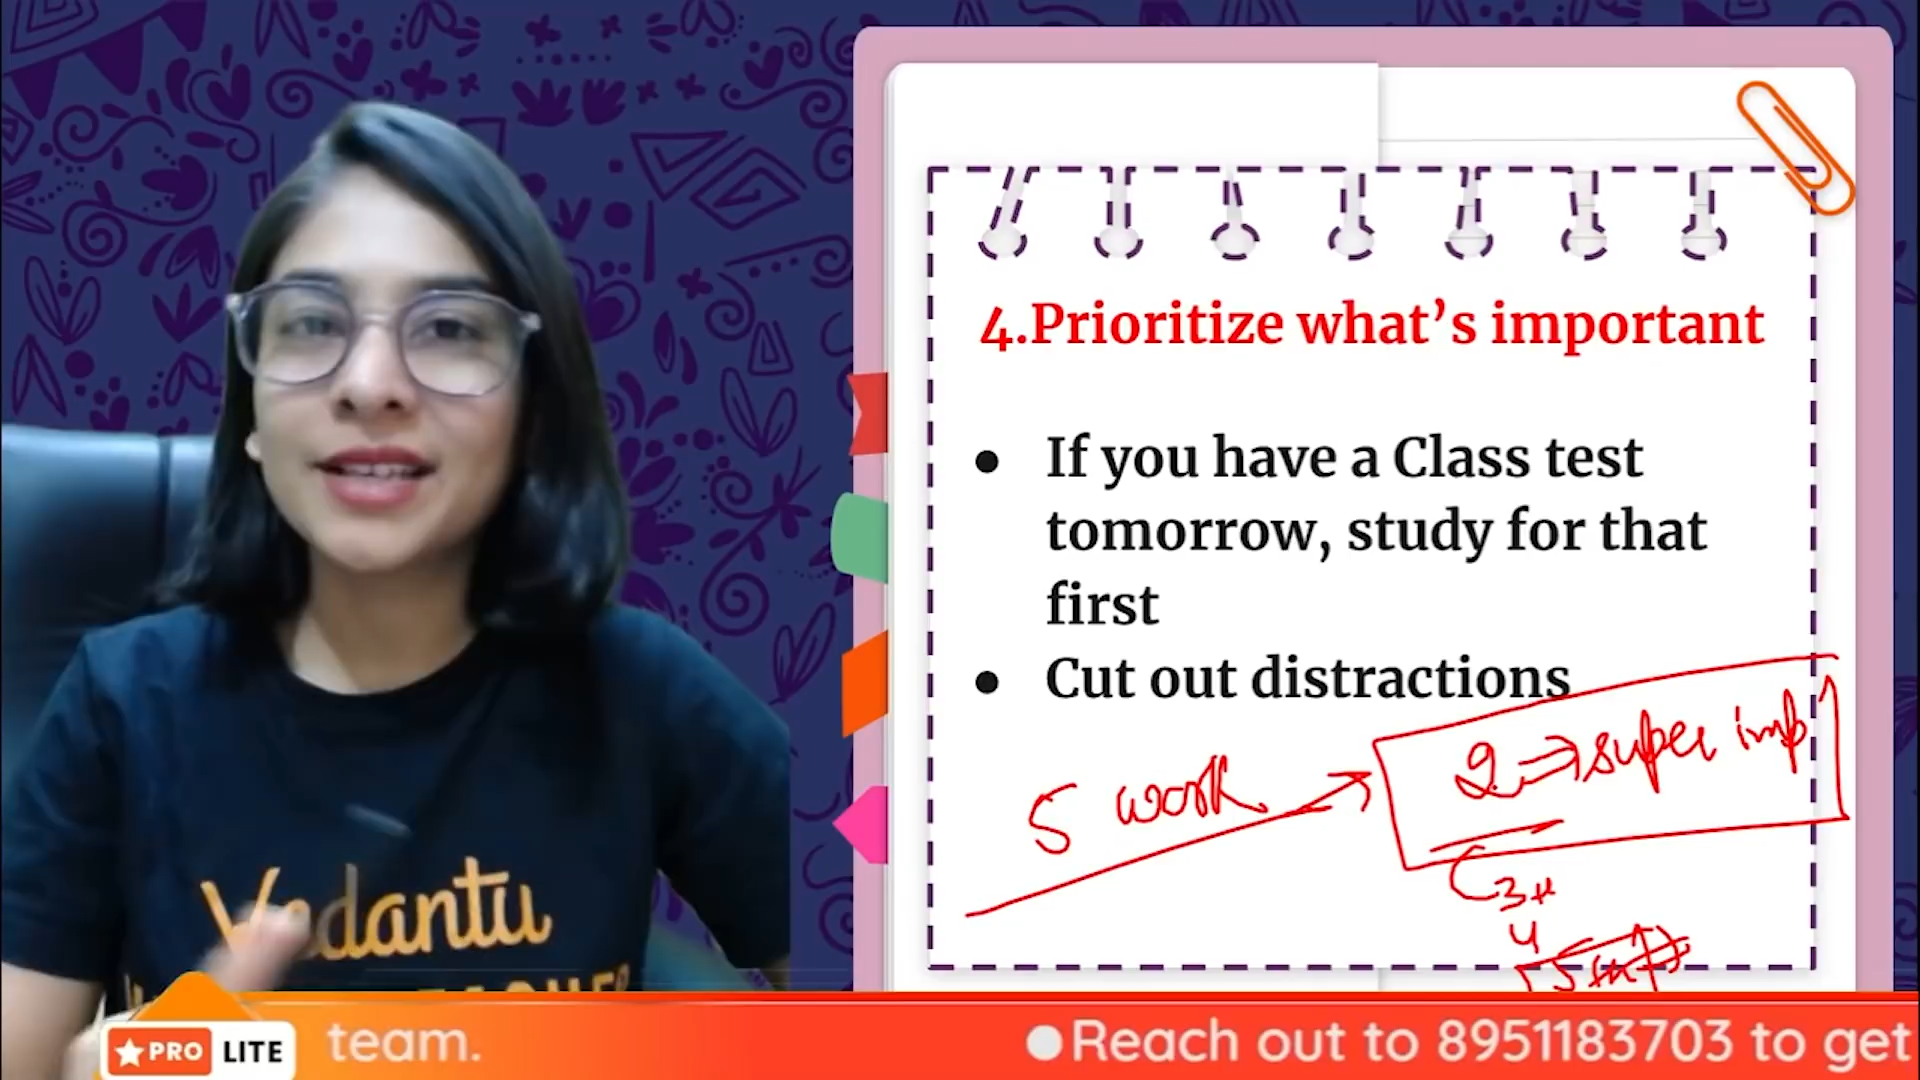 4.Prioritize what’s important
● If you have a Class test
tomorrow, study for that
first
● Cut out distractions
5 work
2 ⇒ super imp
3
4
5
Vedantu
PRO LITE
team.
Reach out to 8951183703 to get